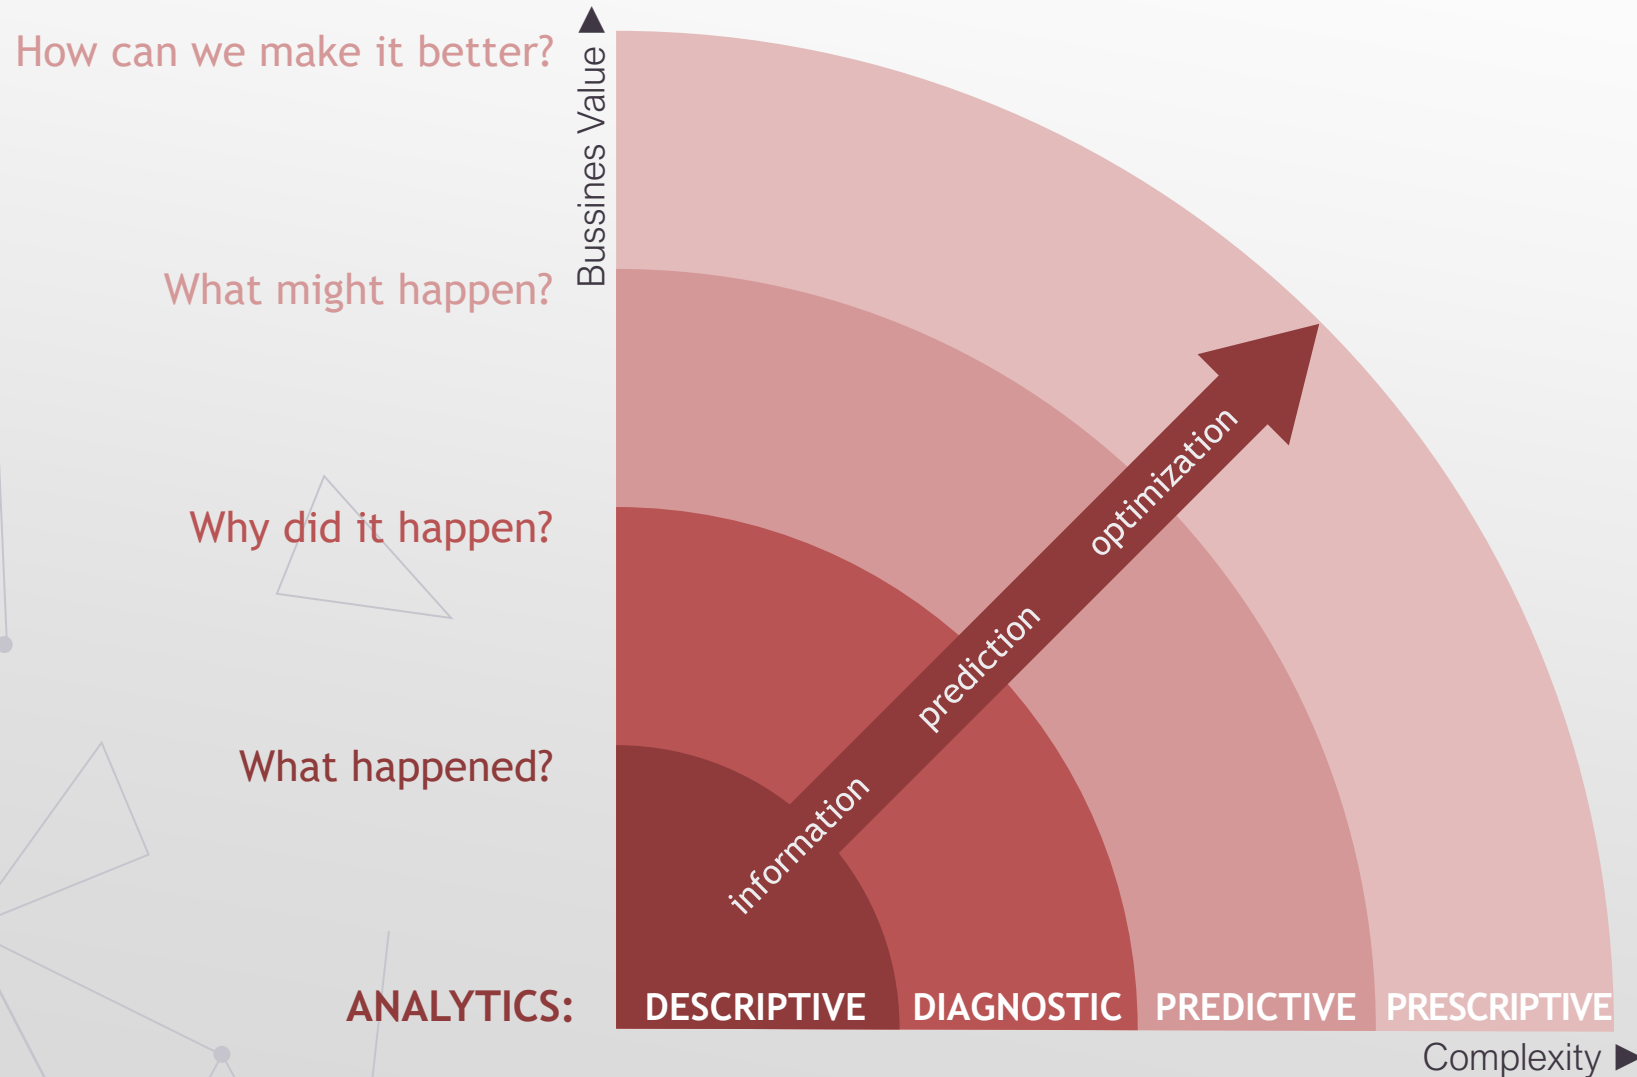 How can we make it better?
Bussines Value
What might happen?
Why did it happen?
What happened?
optimization
prediction
information
ANALYTICS:
DESCRIPTIVE
DIAGNOSTIC
PREDICTIVE
PRESCRIPTIVE
Complexity